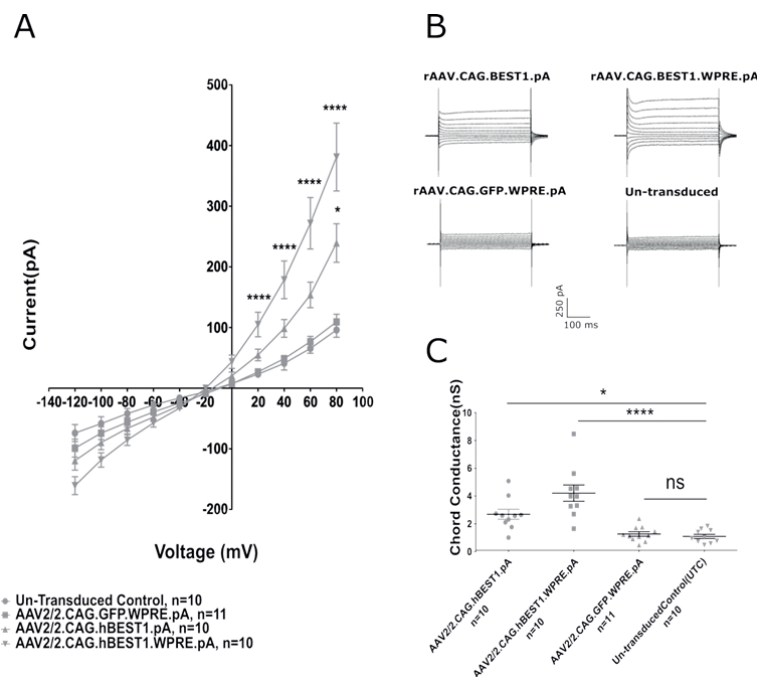 A
500
400
300
200
100
-100
-200
****
****
****
****
*
-140-120-100 -80 -60 -40 -20
20 40 60 80 100
Current(pA)
Voltage (mV)
Un-Transduced Control, n=10
AAV2/2.CAG.GFP.WPRE.pA, n=11
AAV2/2.CAG.hBEST1.pA, n=10
AAV2/2.CAG.hBEST1.WPRE.pA, n=10
B
rAAV.CAG.BEST1.pA
rAAV.CAG.BEST1.WPRE.pA
rAAV.CAG.GFP.WPRE.pA
Un-transduced
250 pA
100 ms
C
*
****
ns
10
8
6
4
2
0
Chord Conductance(nS)
AAV2/2.CAG.hBEST1.pA
n=10
AAV2/2.CAG.hBEST1.WPRE.pA
n=10
AAV2/2.CAG.GFP.WPRE.pA
n=11
Un-transducedControl(UTC)
n=10